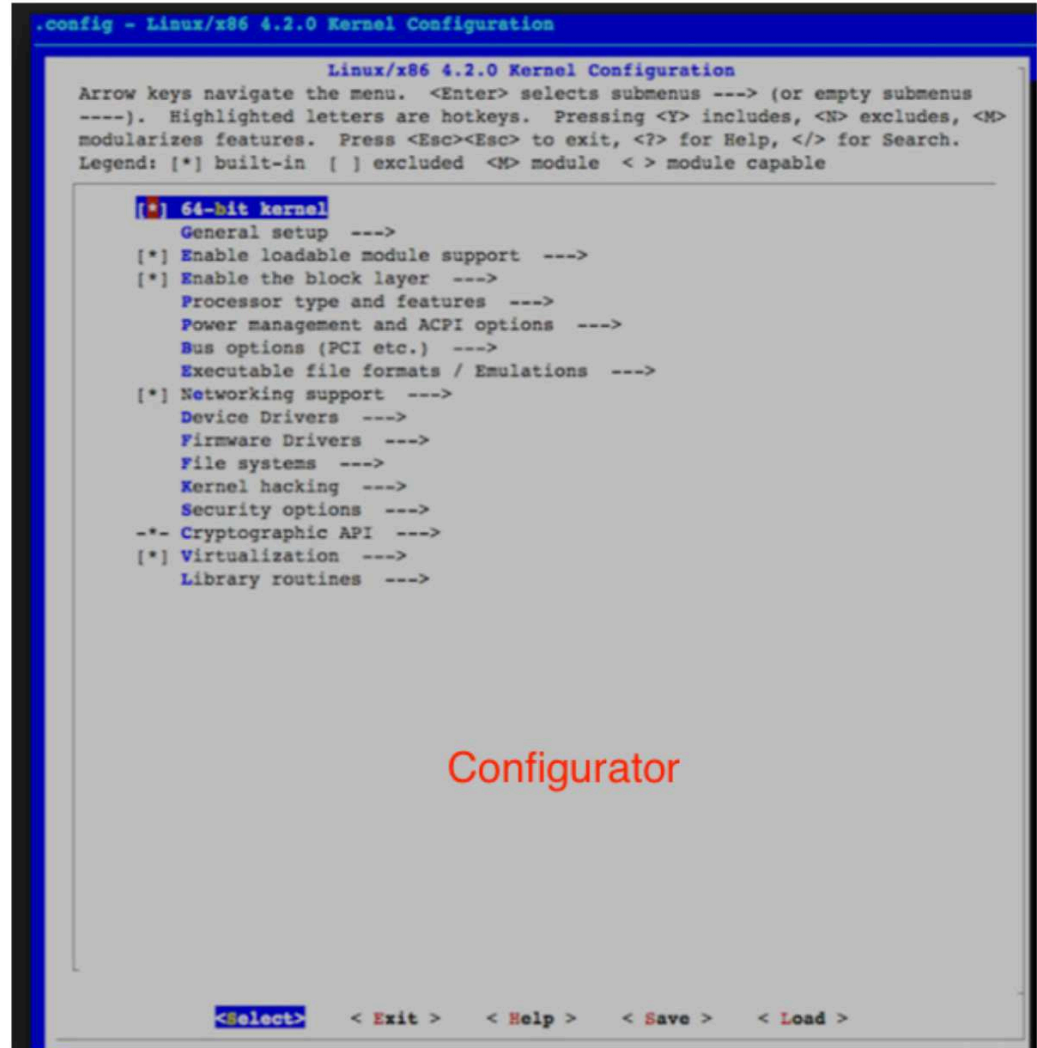 .config - Linux/x86 4.2.0 Kernel Configuration
Linux/x86 4.2.0 Kernel Configuration
Arrow keys navigate the menu.  <Enter> selects submenus ---> (or empty submenus
----).  Highlighted letters are hotkeys.  Pressing <Y> includes, <N> excludes, <M>
modularizes features.  Press <Esc><Esc> to exit, <?> for Help, </> for Search.
Legend: [*] built-in  [ ] excluded  <M> module  < > module capable
[*] 64-bit kernel
General setup  --->
[*] Enable loadable module support  --->
[*] Enable the block layer  --->
Processor type and features  --->
Power management and ACPI options  --->
Bus options (PCI etc.)  --->
Executable file formats / Emulations  --->
[*] Networking support  --->
Device Drivers  --->
Firmware Drivers  --->
File systems  --->
Kernel hacking  --->
Security options  --->
-*- Cryptographic API  --->
[*] Virtualization  --->
Library routines  --->
Configurator
<Select>    < Exit >    < Help >    < Save >    < Load >